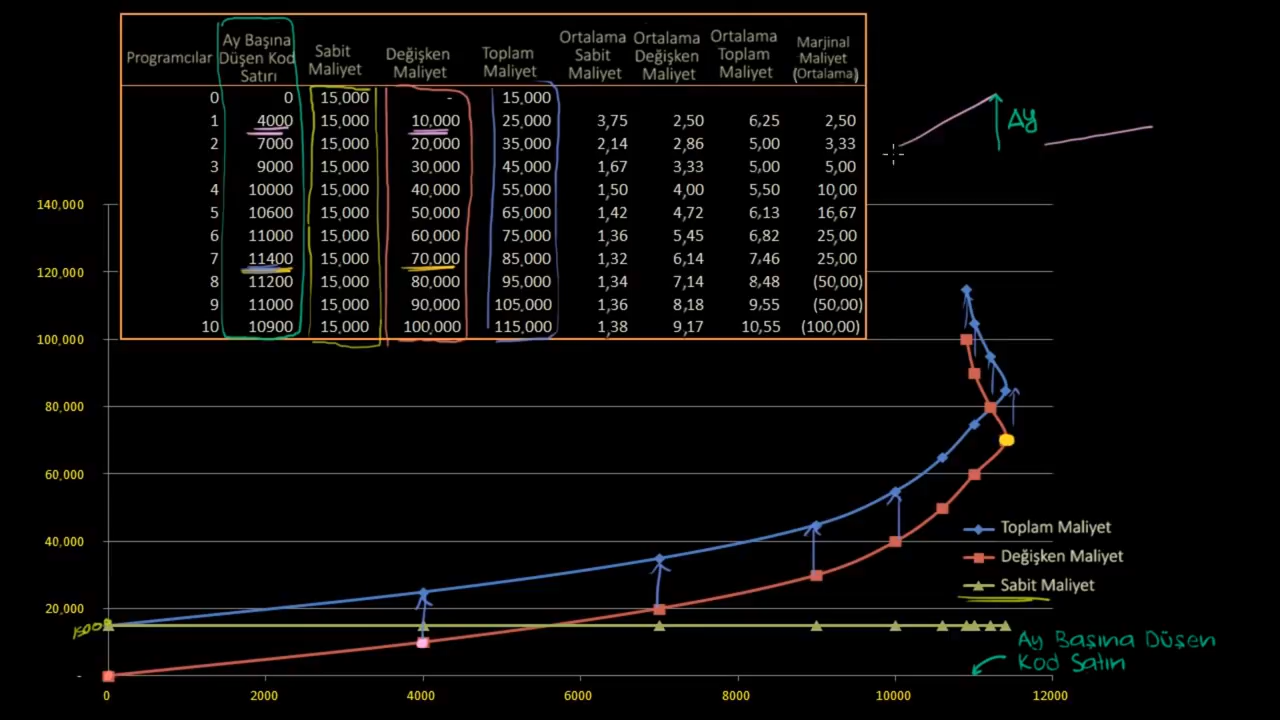 Programcılar Ay Başına Düşen Kod Satırı Sabit Maliyet Değişken Maliyet Toplam Maliyet Ortalama Sabit Maliyet Ortalama Değişken Maliyet Ortalama Toplam Maliyet Marjinal Maliyet (Ortalama)
0 0 15,000 - 15,000
1 4000 15,000 10,000 25,000 3,75 2,50 6,25 2,50
2 7000 15,000 20,000 35,000 2,14 2,86 5,00 3,33
3 9000 15,000 30,000 45,000 1,67 3,33 5,00 5,00
4 10000 15,000 40,000 55,000 1,50 4,00 5,50 10,00
5 10600 15,000 50,000 65,000 1,42 4,72 6,13 16,67
6 11000 15,000 60,000 75,000 1,36 5,45 6,82 25,00
7 11400 15,000 70,000 85,000 1,32 6,14 7,46 25,00
8 11200 15,000 80,000 95,000 1,34 7,14 8,48 (50,00)
9 11000 15,000 90,000 105,000 1,36 8,18 9,55 (50,00)
10 10900 15,000 100,000 115,000 1,38 9,17 10,55 (100,00)
Δy
140,000
120,000
100,000
80,000
60,000
40,000
20,000
15000
-
Toplam Maliyet
Değişken Maliyet
Sabit Maliyet
Ay Başına Düşen
Kod Satırı
0 2000 4000 6000 8000 10000 12000